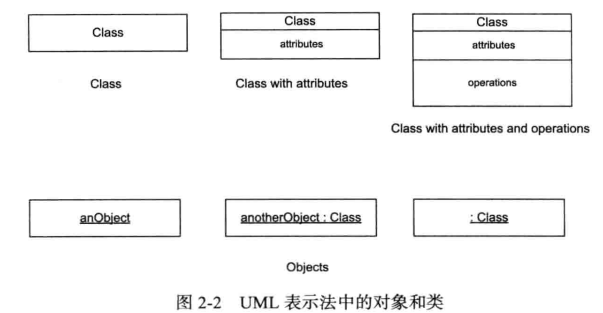 Class
Class
attributes
Class
attributes
operations
Class
Class with attributes
Class with attributes and operations
anObject
anotherObject : Class
: Class
Objects
图 2-2 UML 表示法中的对象和类